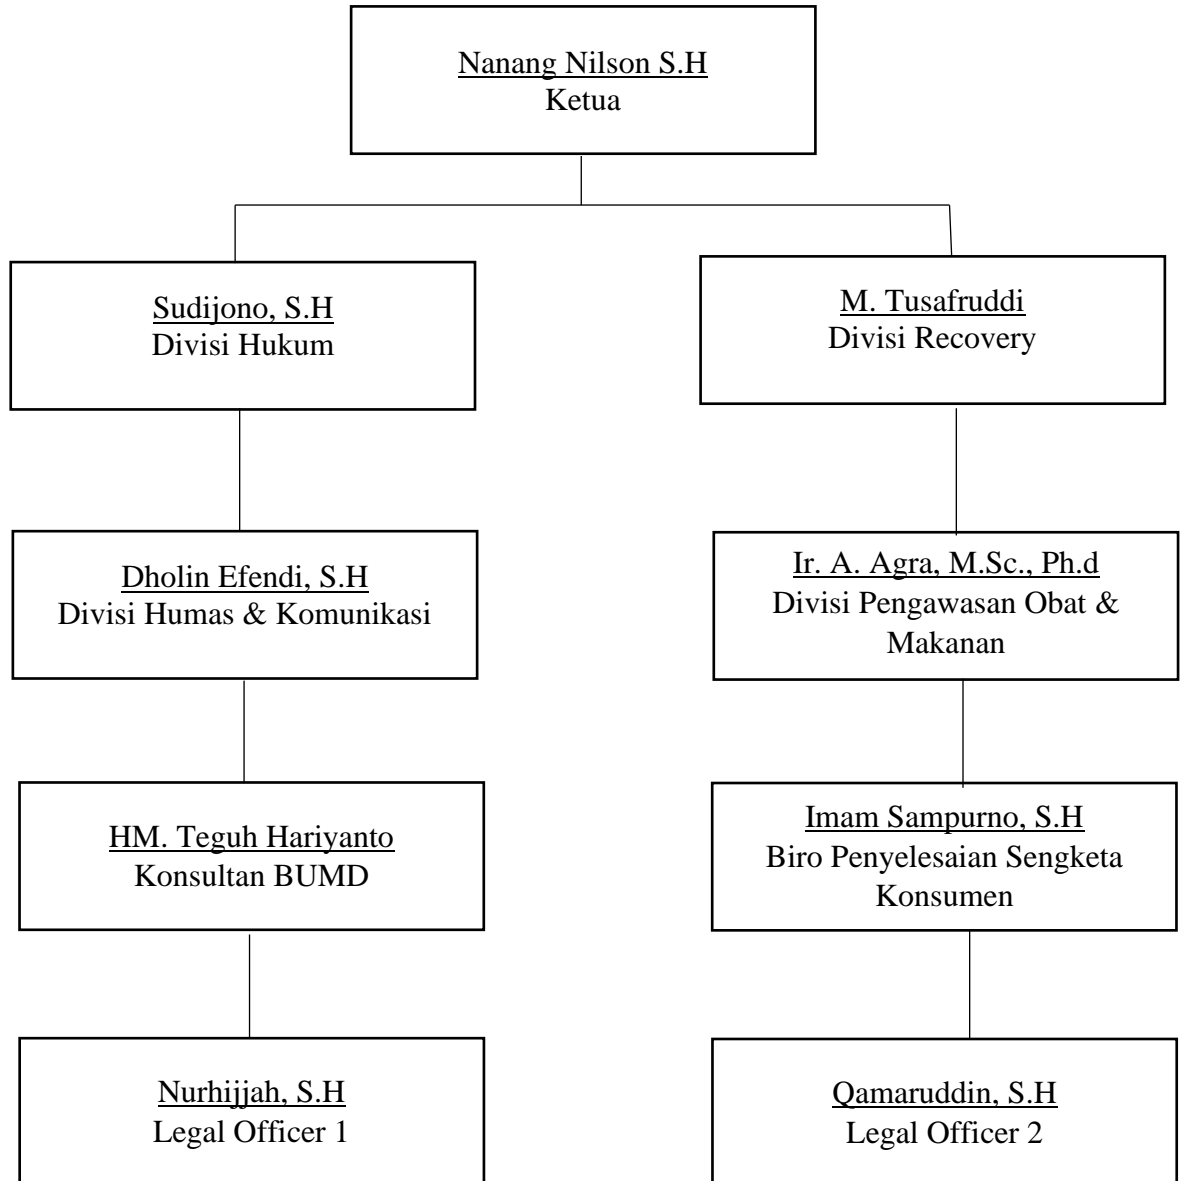 Nanang Nilson S.H
Ketua
Sudijono, S.H
Divisi Hukum
M. Tusafruddi
Divisi Recovery
Dholin Efendi, S.H
Divisi Humas & Komunikasi
Ir. A. Agra, M.Sc., Ph.d
Divisi Pengawasan Obat &
Makanan
HM. Teguh Hariyanto
Konsultan BUMD
Imam Sampurno, S.H
Biro Penyelesaian Sengketa
Konsumen
Nurhijjah, S.H
Legal Officer 1
Qamaruddin, S.H
Legal Officer 2